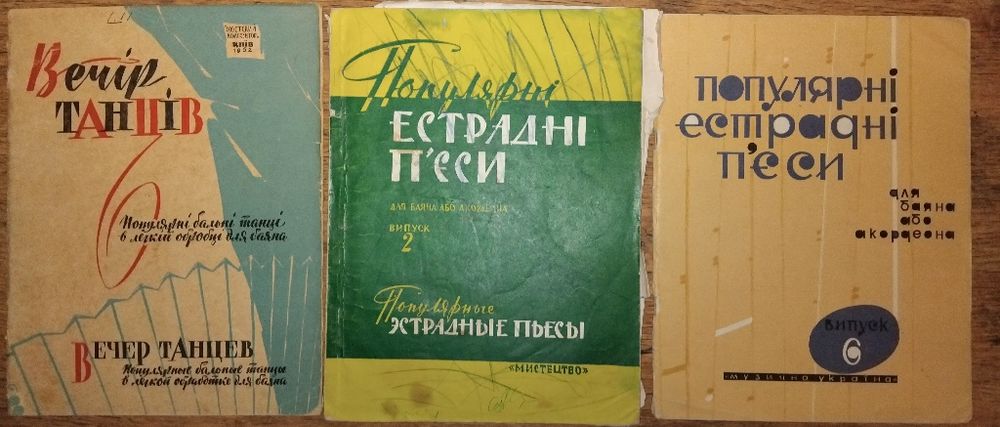 Вечір
ТАНЦІВ
6
Популярні бальні танці
в легкій обробці для баяна
ВЕЧЕР ТАНЦЕВ
Популярные бальные танцы
в легкой обработке для баяна
КИЇВ
Популярні
ЕСТРАДНІ
П'ЄСИ
ДЛЯ БАЯНА АБО АКОРДЕОНА
ВИПУСК
2
Популярные
ЭСТРАДНЫЕ ПЬЕСЫ
«МИСТЕЦТВО»
популярні
естрадні
п'єси
для
баяна
або
акордеона
випуск
6
«музична україна»